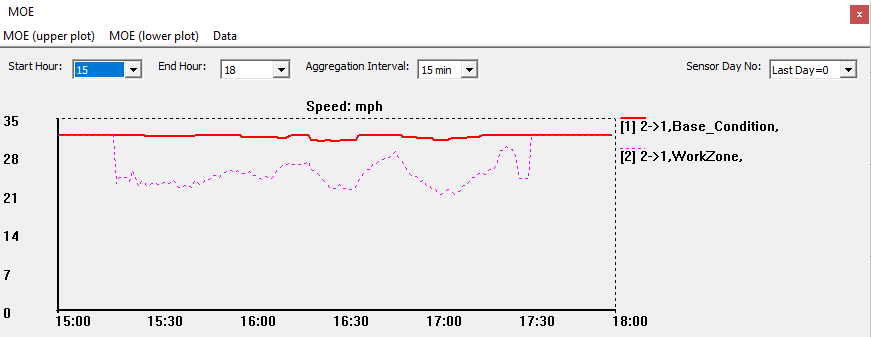 MOE
MOE (upper plot) MOE (lower plot) Data
Start Hour: 15 End Hour: 18 Aggregation Interval: 15 min Sensor Day No: Last Day=0
Speed: mph
35
28
21
14
7
0
[1] 2->1,Base_Condition,
[2] 2->1,WorkZone,
15:00 15:30 16:00 16:30 17:00 17:30 18:00